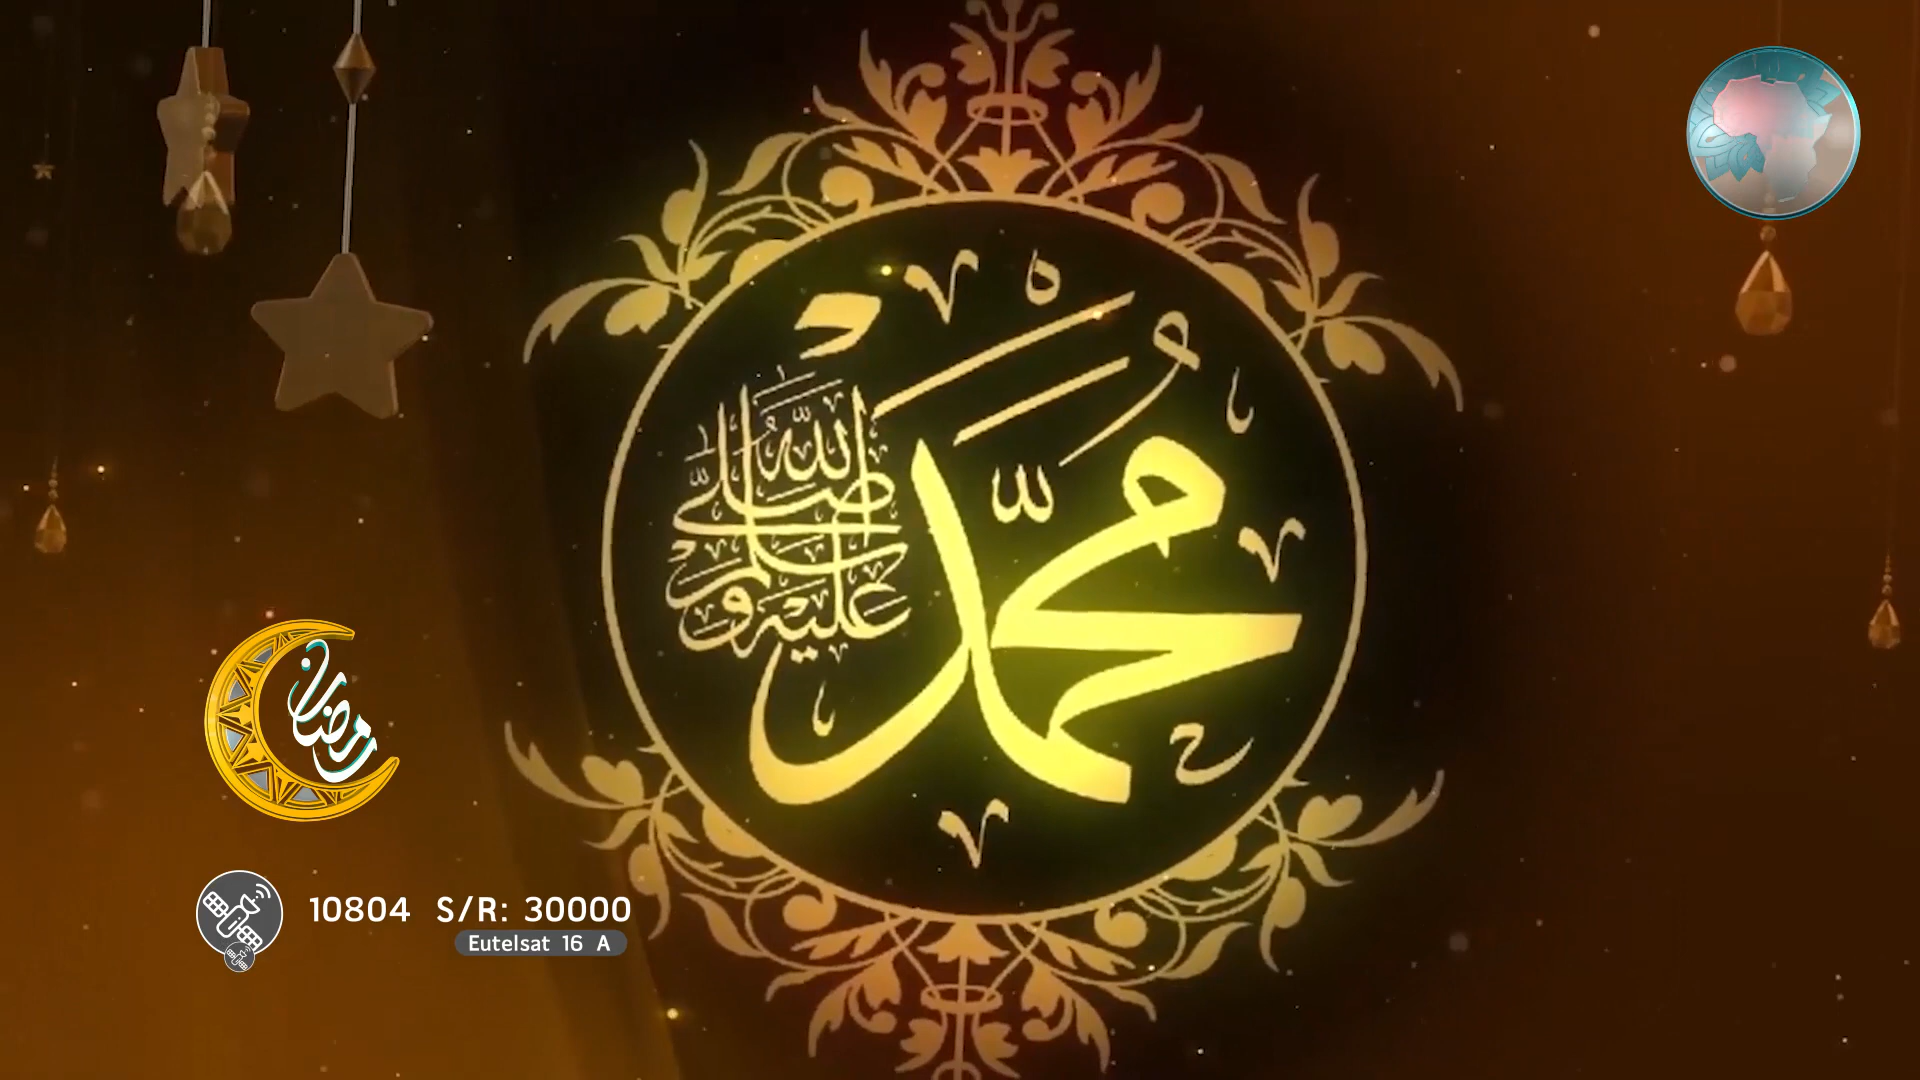 محمد
صلى الله
عليه وسلم
رمضان
10804 S/R: 30000
Eutelsat 16 A